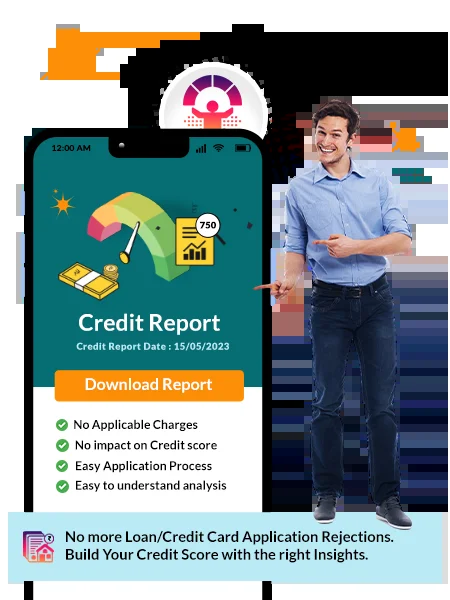 12:00 AM
750
Credit Report
Credit Report Date : 15/05/2023
Download Report
No Applicable Charges
No impact on Credit score
Easy Application Process
Easy to understand analysis
No more Loan/Credit Card Application Rejections.
Build Your Credit Score with the right Insights.